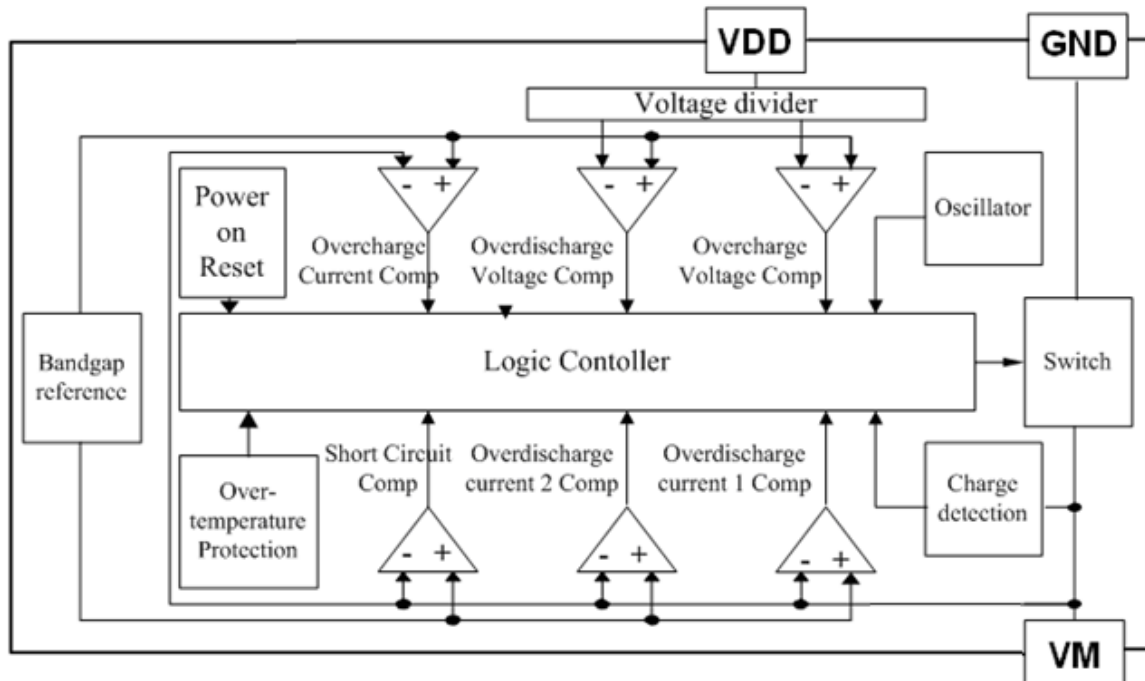 VDD
GND
Voltage divider
- +
- +
- +
Power
on
Reset
Oscillator
Overcharge
Current Comp
Overdischarge
Voltage Comp
Overcharge
Voltage Comp
Bandgap
reference
Logic Contoller
Switch
Short Circuit
Comp
Overdischarge
current 2 Comp
Overdischarge
current 1 Comp
Over-
temperature
Protection
Charge
detection
- +
- +
- +
VM